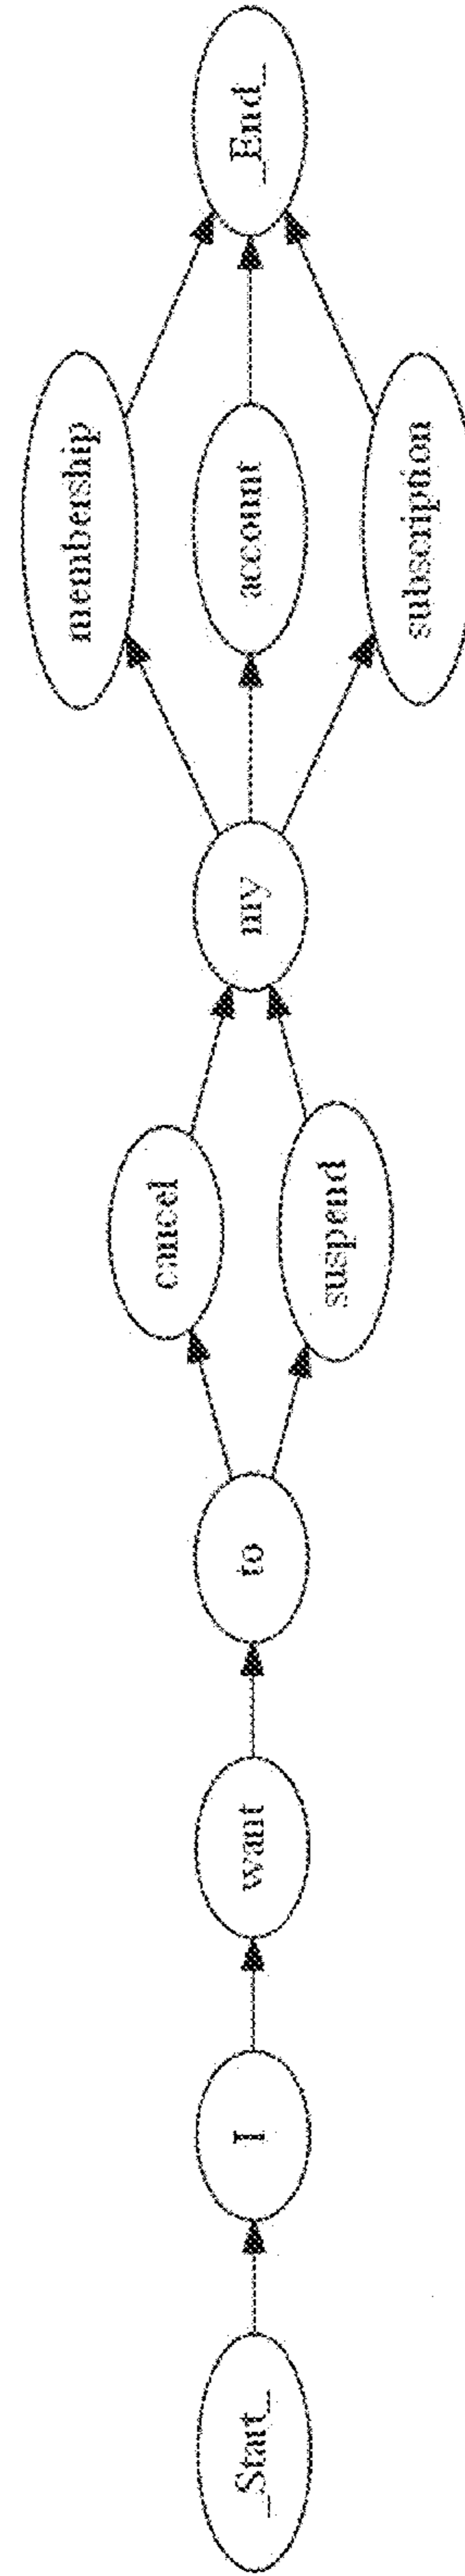 _Start_
I
want
to
cancel
suspend
my
membership
account
subscription
_End_